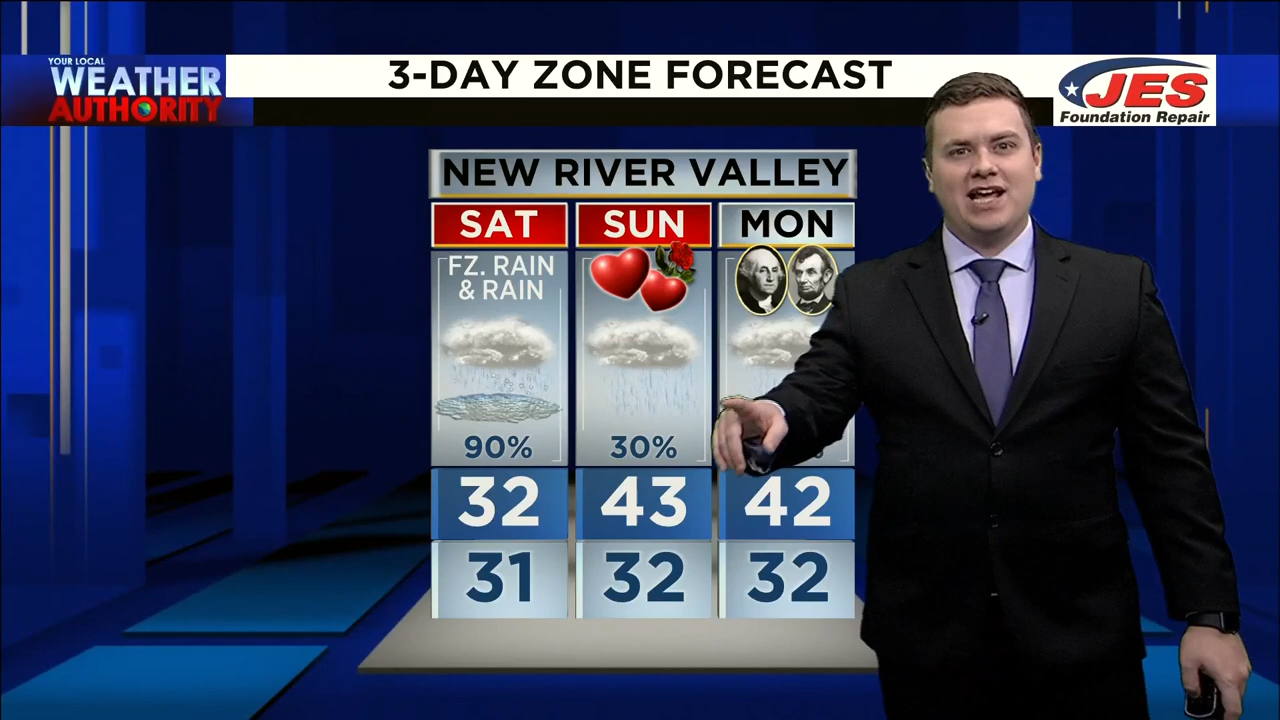 YOUR LOCAL
WEATHER
AUTHORITY
3-DAY ZONE FORECAST
JES
Foundation Repair
NEW RIVER VALLEY
SAT SUN MON
FZ. RAIN
& RAIN
90% 30%
32 43 42
31 32 32